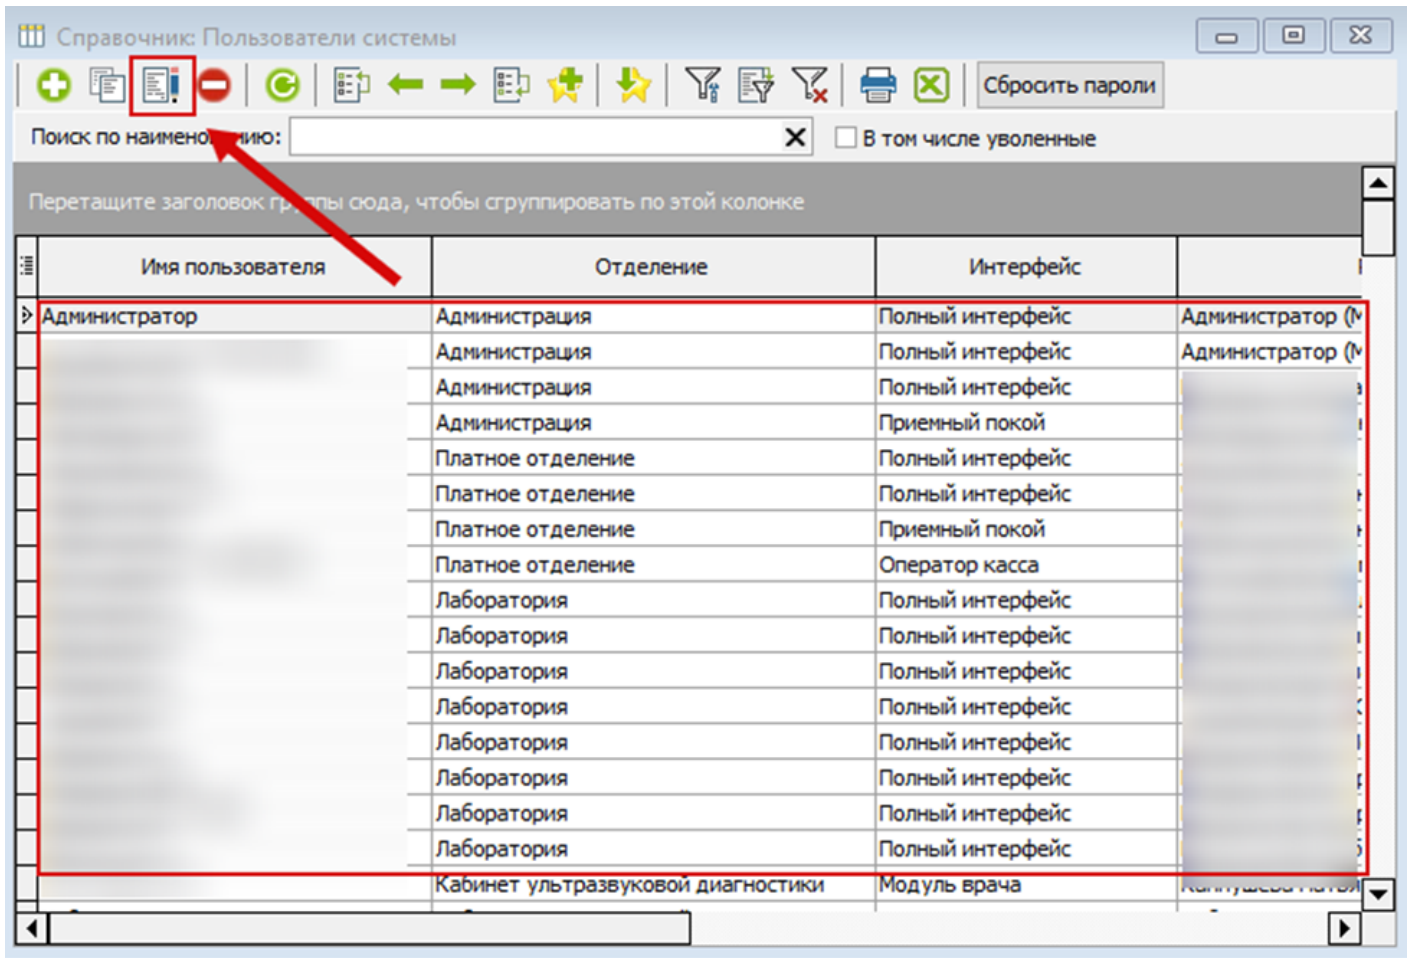 Справочник: Пользователи системы
Сбросить пароли
Поиск по наименованию:
В том числе уволенные
Перетащите заголовок группы сюда, чтобы сгруппировать по этой колонке
Имя пользователя Отделение Интерфейс
Администратор Администрация Полный интерфейс Администратор (М
Администрация Полный интерфейс Администратор (М
Администрация Полный интерфейс
Администрация Приемный покой
Платное отделение Полный интерфейс
Платное отделение Полный интерфейс
Платное отделение Приемный покой
Платное отделение Оператор касса
Лаборатория Полный интерфейс
Лаборатория Полный интерфейс
Лаборатория Полный интерфейс
Лаборатория Полный интерфейс
Лаборатория Полный интерфейс
Лаборатория Полный интерфейс
Лаборатория Полный интерфейс
Лаборатория Полный интерфейс
Кабинет ультразвуковой диагностики Модуль врача